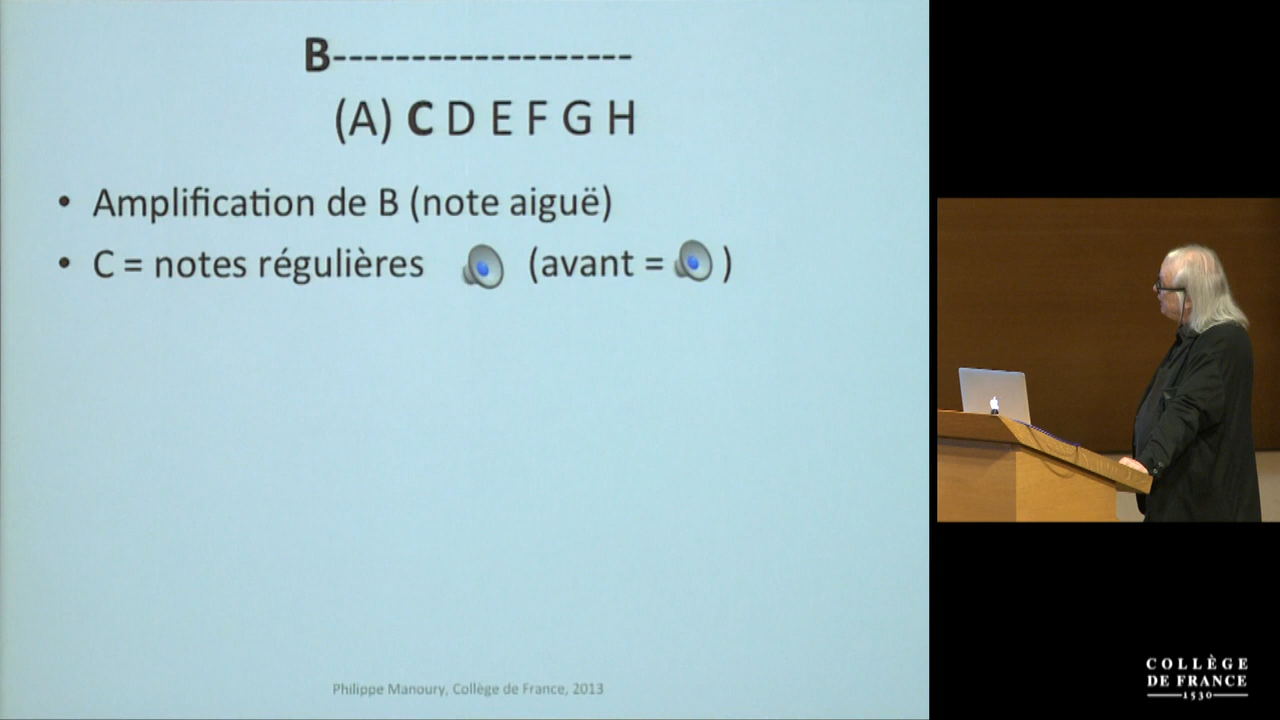 B-------------------
(A) C D E F G H
• Amplification de B (note aiguë)
• C = notes régulières (avant = )
Philippe Manoury, Collège de France, 2013
COLLÈGE
DE FRANCE
1530